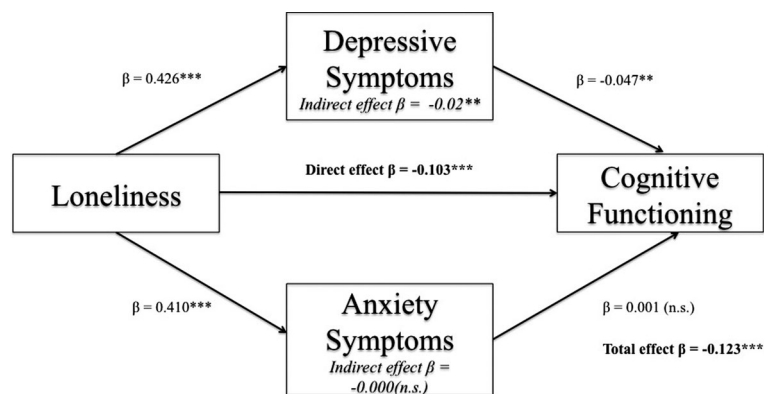 Depressive
Symptoms
Indirect effect β = -0.02**
β = 0.426***
β = -0.047**
Direct effect β = -0.103***
Loneliness
Cognitive
Functioning
β = 0.410***
Anxiety
Symptoms
Indirect effect β =
-0.000(n.s.)
β = 0.001 (n.s.)
Total effect β = -0.123***